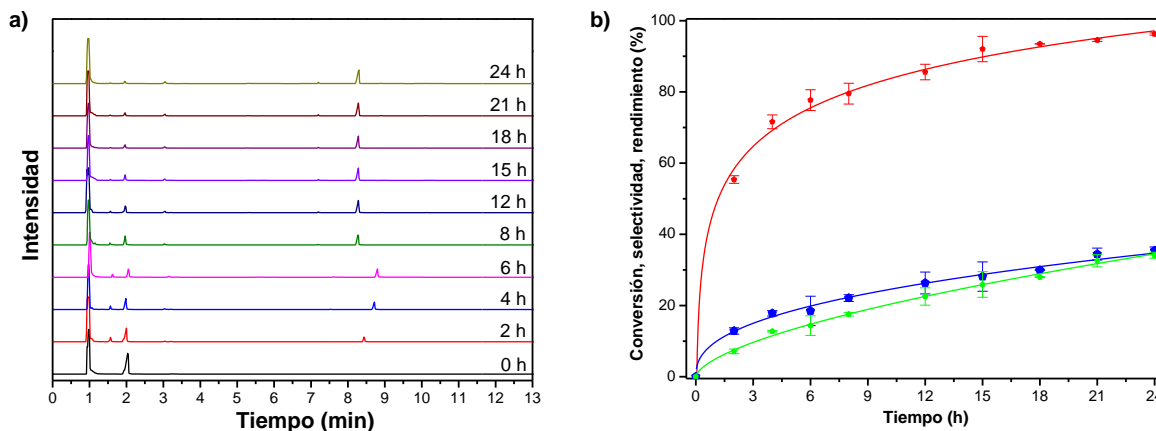 a)
Intensidad
24 h
21 h
18 h
15 h
12 h
8 h
6 h
4 h
2 h
0 h
0 1 2 3 4 5 6 7 8 9 10 11 12 13
Tiempo (min)
b)
Conversión, selectividad, rendimiento (%)
100
80
60
40
20
0
0 3 6 9 12 15 18 21 24
Tiempo (h)